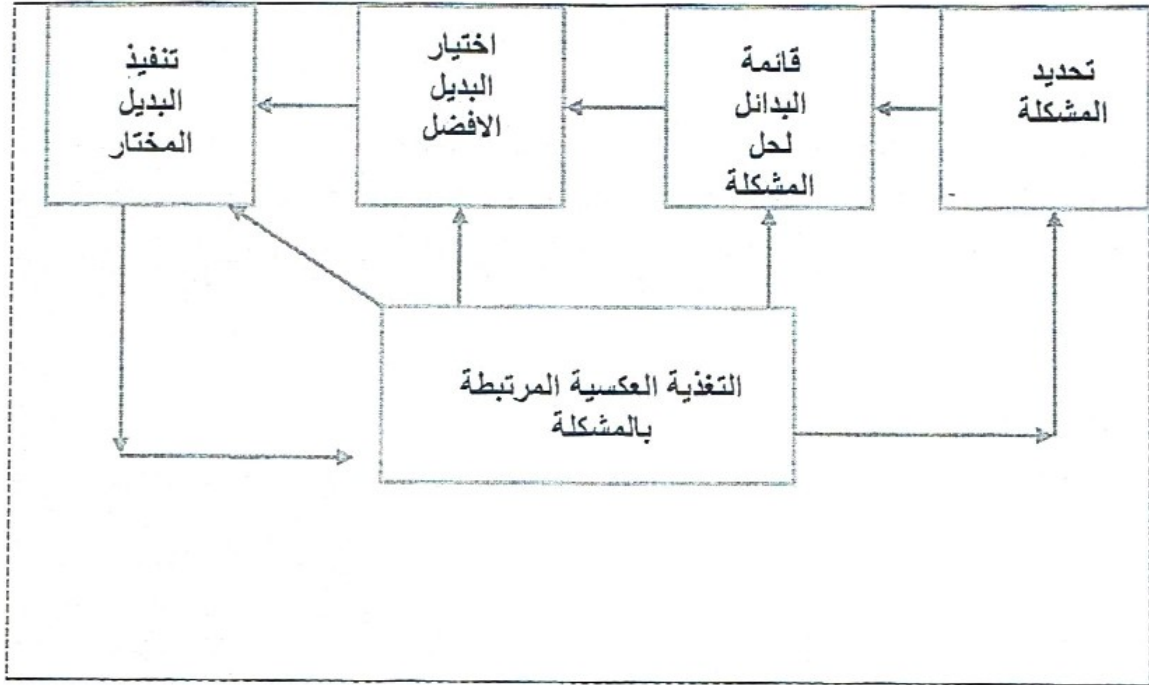 تحديد
المشكلة
قائمة
البدائل
لحل
المشكلة
اختيار
البديل
الافضل
تنفيذ
البديل
المختار
التغذية العكسية المرتبطة
بالمشكلة